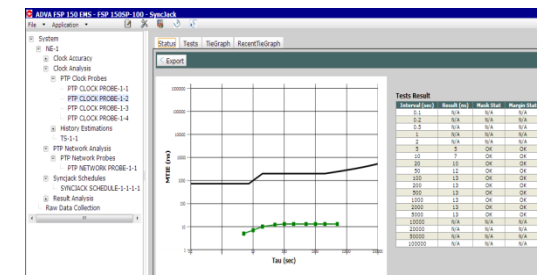 ADVA FSP 150 EMS - FSP 150SP-100 - SyncJack
File Application
System
NE-1
Clock Accuracy
Clock Analysis
PTP Clock Probes
PTP CLOCK PROBE-1-1
PTP CLOCK PROBE-1-2
PTP CLOCK PROBE-1-3
PTP CLOCK PROBE-1-4
History Estimations
TS-1-1
PTP Network Analysis
PTP Network Probes
PTP NETWORK PROBE-1-1
SyncJack Schedules
SYNCJACK SCHEDULE-1-1-1-1
Result Analysis
Raw Data Collection
Status Tests TieGraph RecentTieGraph
Export
MTIE (ns)
Tau (sec)
Tests Result
Interval (sec) Result (ns) Mask Stat Margin Stat
0.1 N/A N/A N/A
0.2 N/A N/A N/A
0.5 N/A N/A N/A
1 N/A N/A N/A
2 N/A N/A N/A
5 5 OK OK
10 7 OK OK
20 10 OK OK
50 12 OK OK
100 13 OK OK
200 13 OK OK
500 13 OK OK
1000 13 OK OK
2000 13 OK OK
5000 13 OK OK
10000 N/A N/A N/A
20000 N/A N/A N/A
50000 N/A N/A N/A
100000 N/A N/A N/A